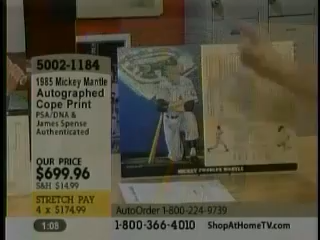 5002-1184
1985 Mickey Mantle
Autographed
Cope Print
PSA/DNA &
James Spense
Authenticated
OUR PRICE
$699.96
S&H $14.99
STRETCH PAY
4 x $174.99
1:08
MICKEY CHARLES MANTLE
AutoOrder 1-800-224-9739
1-800-366-4010
ShopAtHomeTV.com